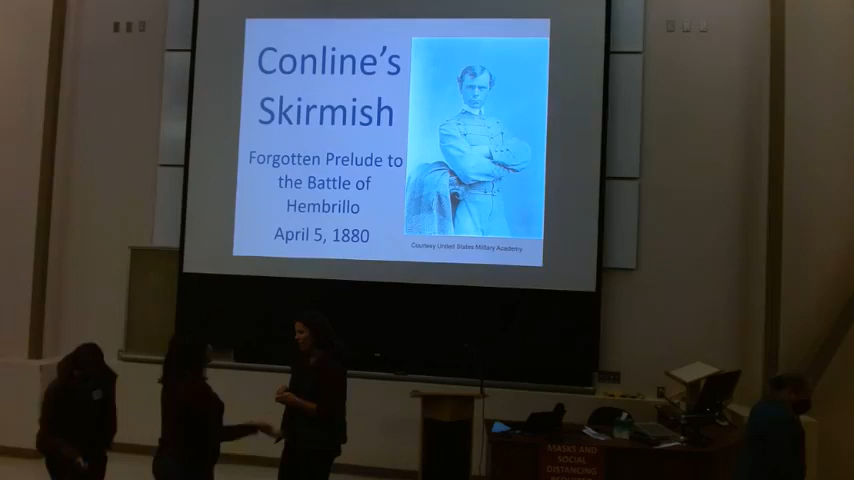 Conline's
Skirmish
Forgotten Prelude to
the Battle of
Hembrillo
April 5, 1880
Courtesy United States Military Academy
MASKS AND
SOCIAL
DISTANCING